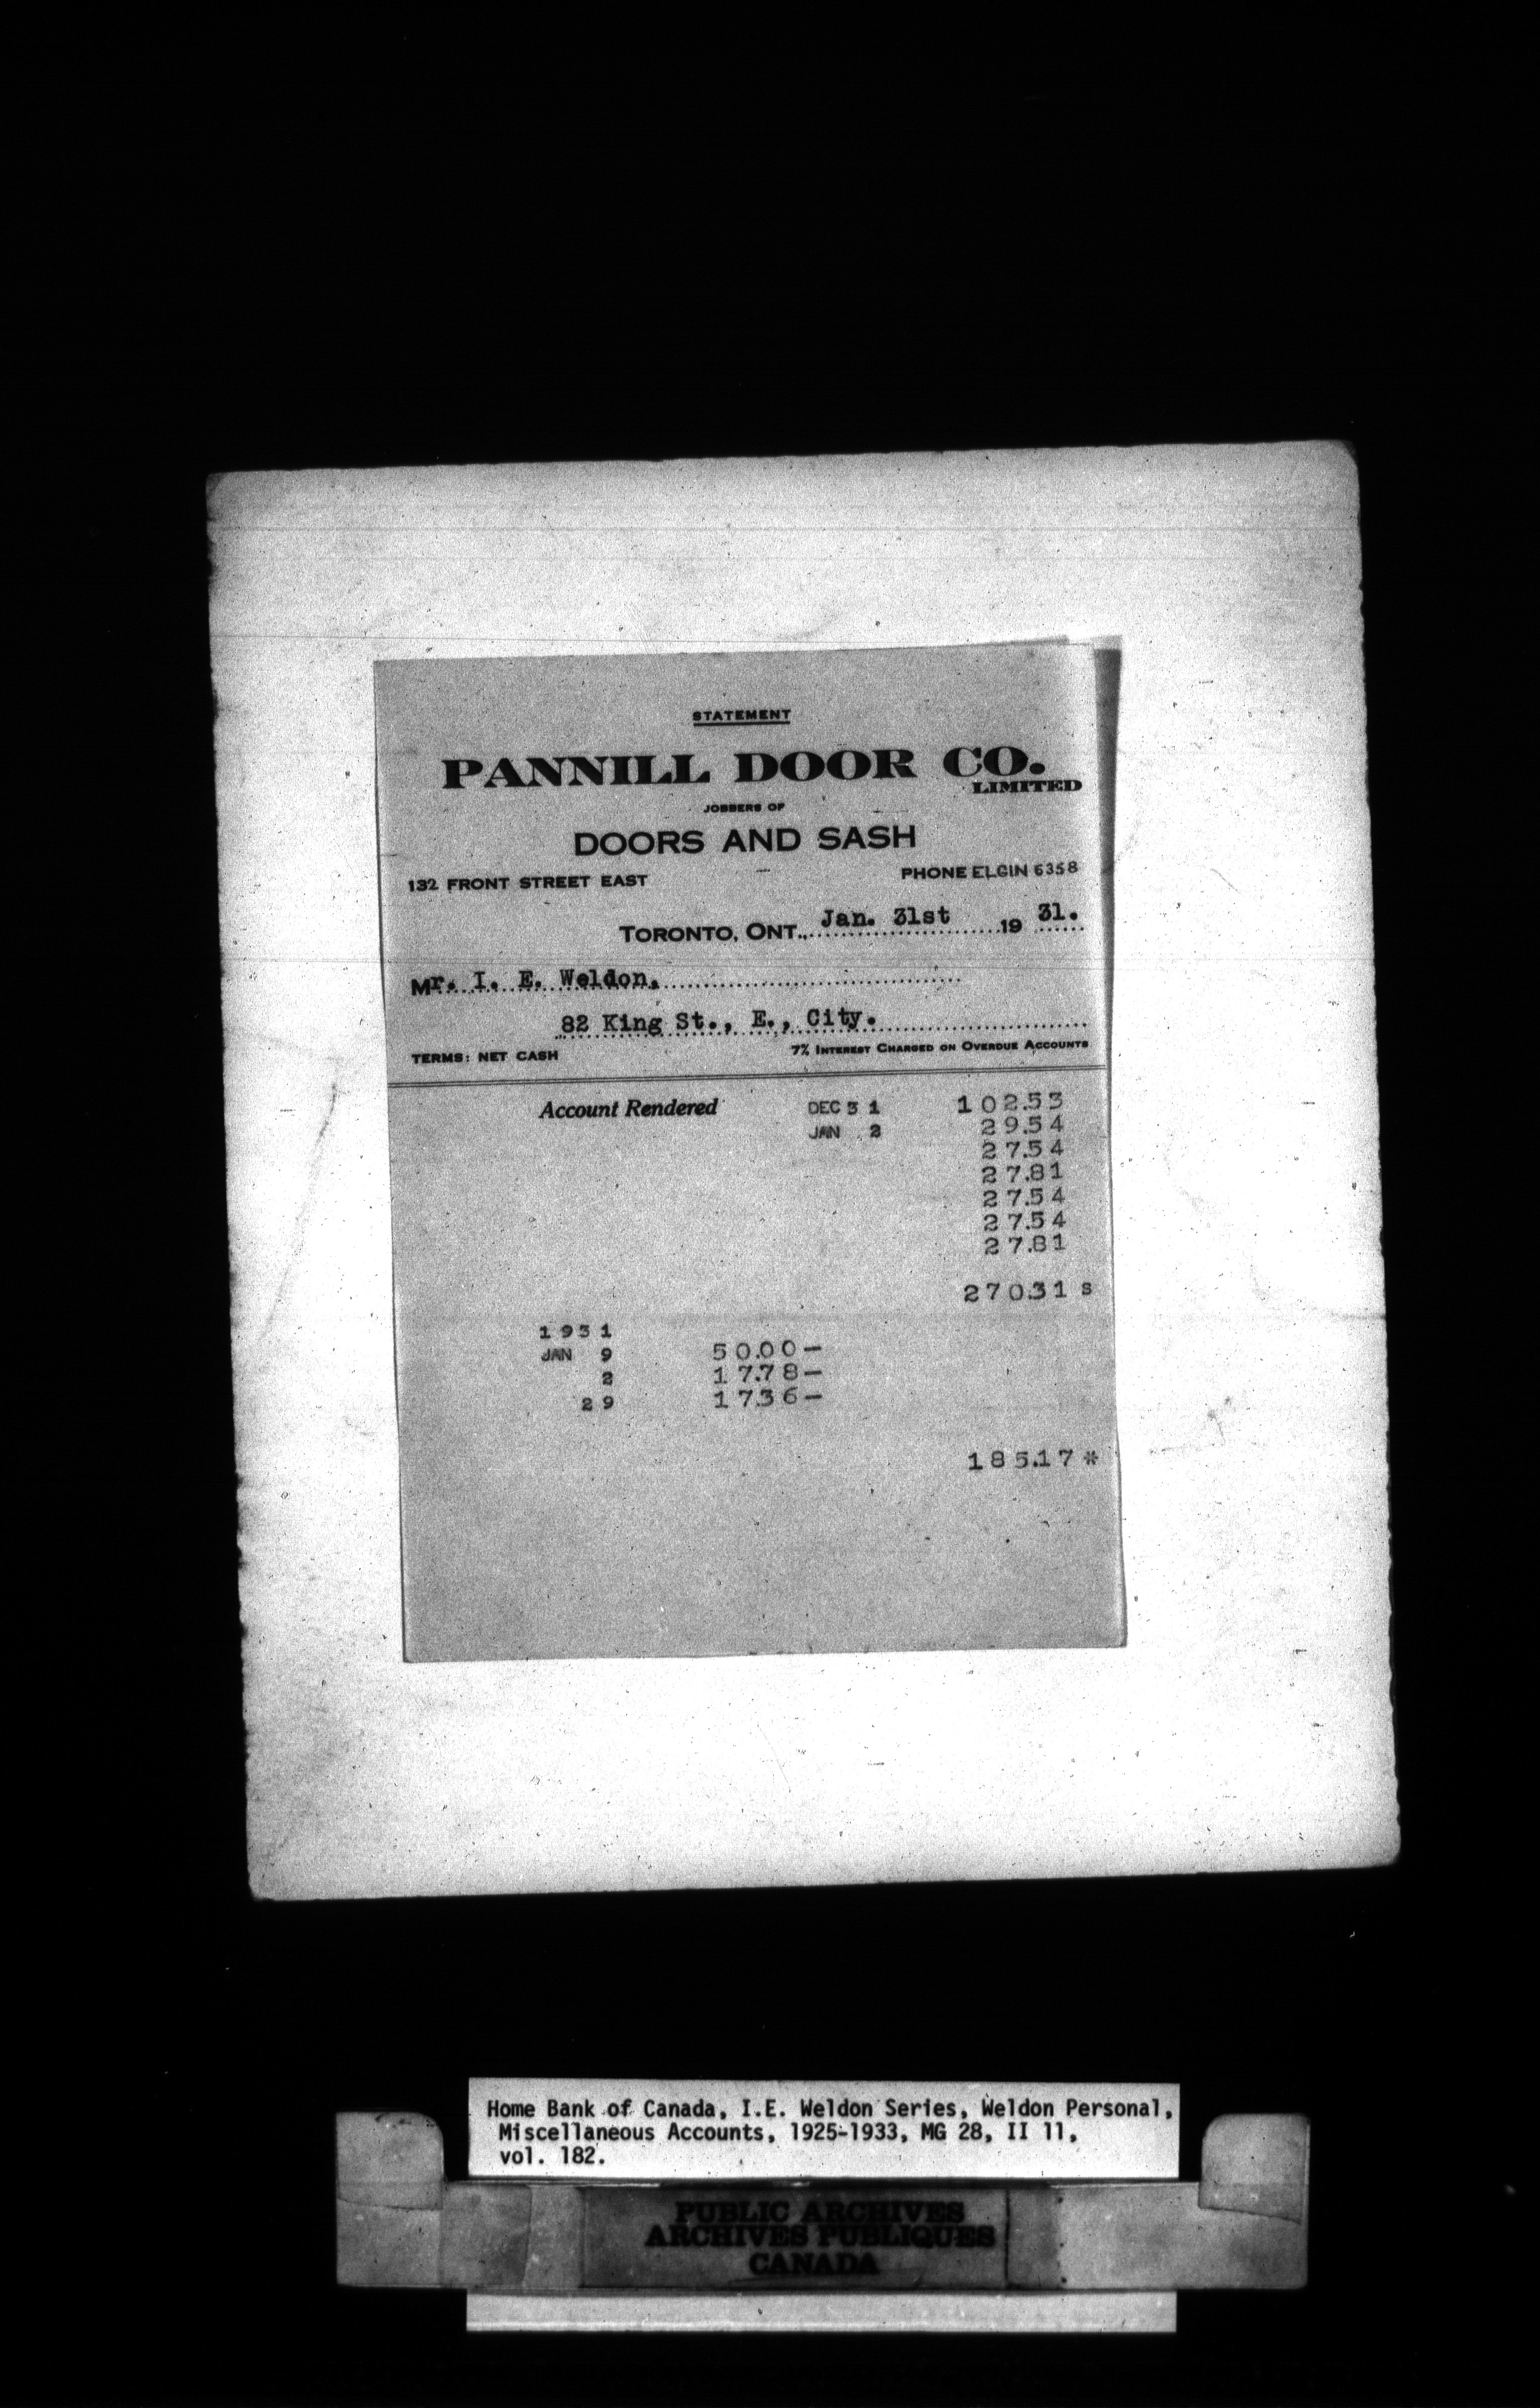 STATEMENT
PANNILL DOOR CO.
LIMITED
JOBBERS OF
DOORS AND SASH
132 FRONT STREET EAST PHONE ELGIN 6358
TORONTO, ONT. Jan. 31st 19 31.
Mr. I. E. Weldon.
82 King St., E., City.
TERMS: NET CASH 7% INTEREST CHARGED ON OVERDUE ACCOUNTS
Account Rendered DEC 31 102.53
JAN 2 29.54
27.54
27.81
27.54
27.54
27.81
270.31 S
1931
JAN 9 50.00-
2 17.78-
29 17.36-
185.17 *
Home Bank of Canada, I.E. Weldon Series, Weldon Personal,
Miscellaneous Accounts, 1925-1933, MG 28, II 11,
vol. 182.
PUBLIC ARCHIVES
ARCHIVES PUBLIQUES
CANADA